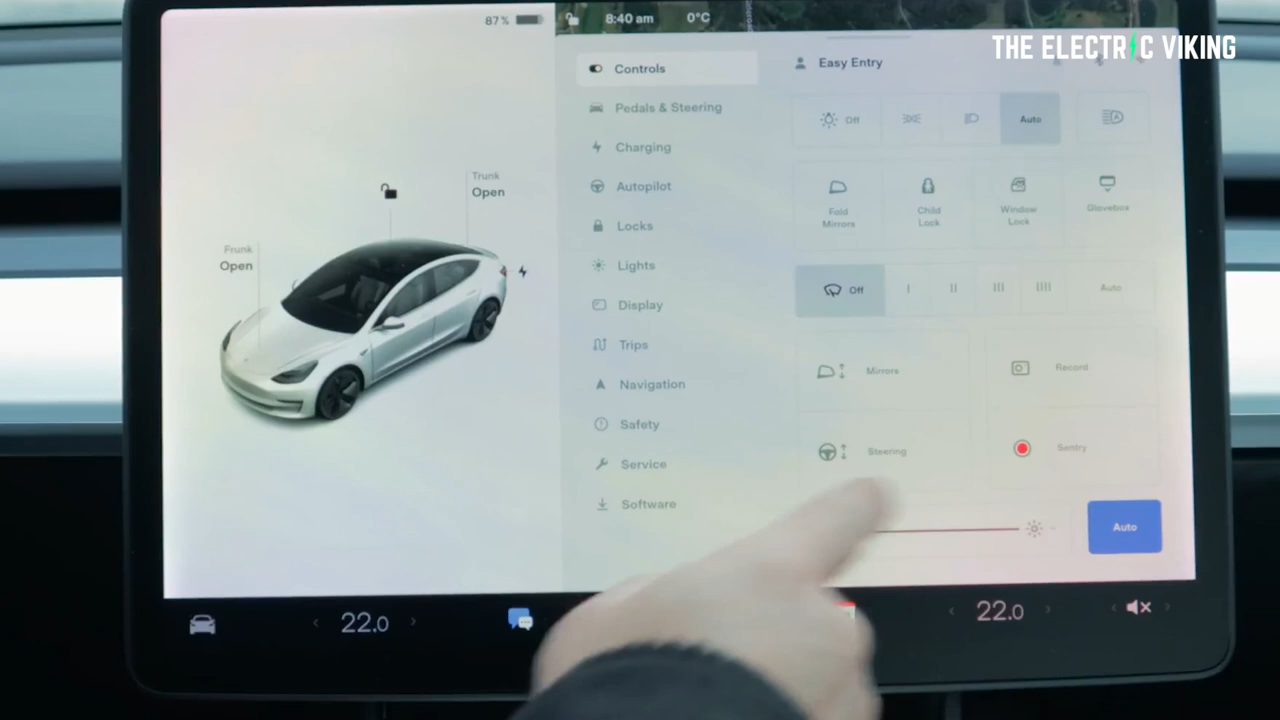 87%
8:40 am
0°C
THE ELECTRIC VIKING
Controls
Pedals & Steering
Charging
Autopilot
Locks
Lights
Display
Trips
Navigation
Safety
Service
Software
Easy Entry
Off
Auto
Fold
Mirrors
Child
Lock
Window
Lock
Glovebox
Off
I
II
III
IIII
Auto
Mirrors
Record
Steering
Sentry
Auto
Trunk
Open
Frunk
Open
22.0
22.0